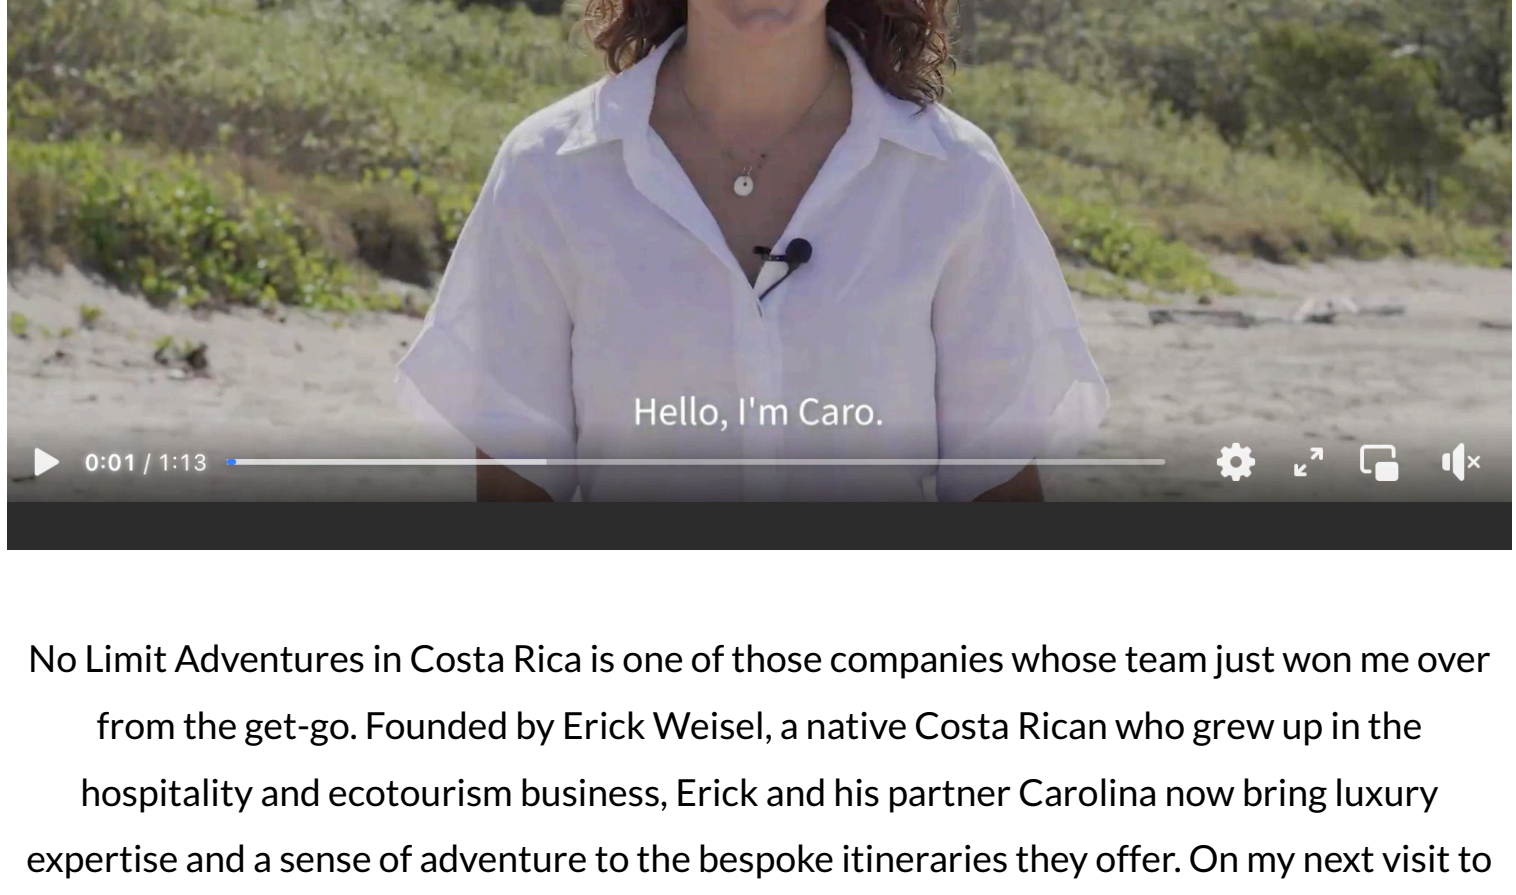 Hello, I'm Caro.
0:01 / 1:13
No Limit Adventures in Costa Rica is one of those companies whose team just won me over
from the get-go. Founded by Erick Weisel, a native Costa Rican who grew up in the
hospitality and ecotourism business, Erick and his partner Carolina now bring luxury
expertise and a sense of adventure to the bespoke itineraries they offer. On my next visit to